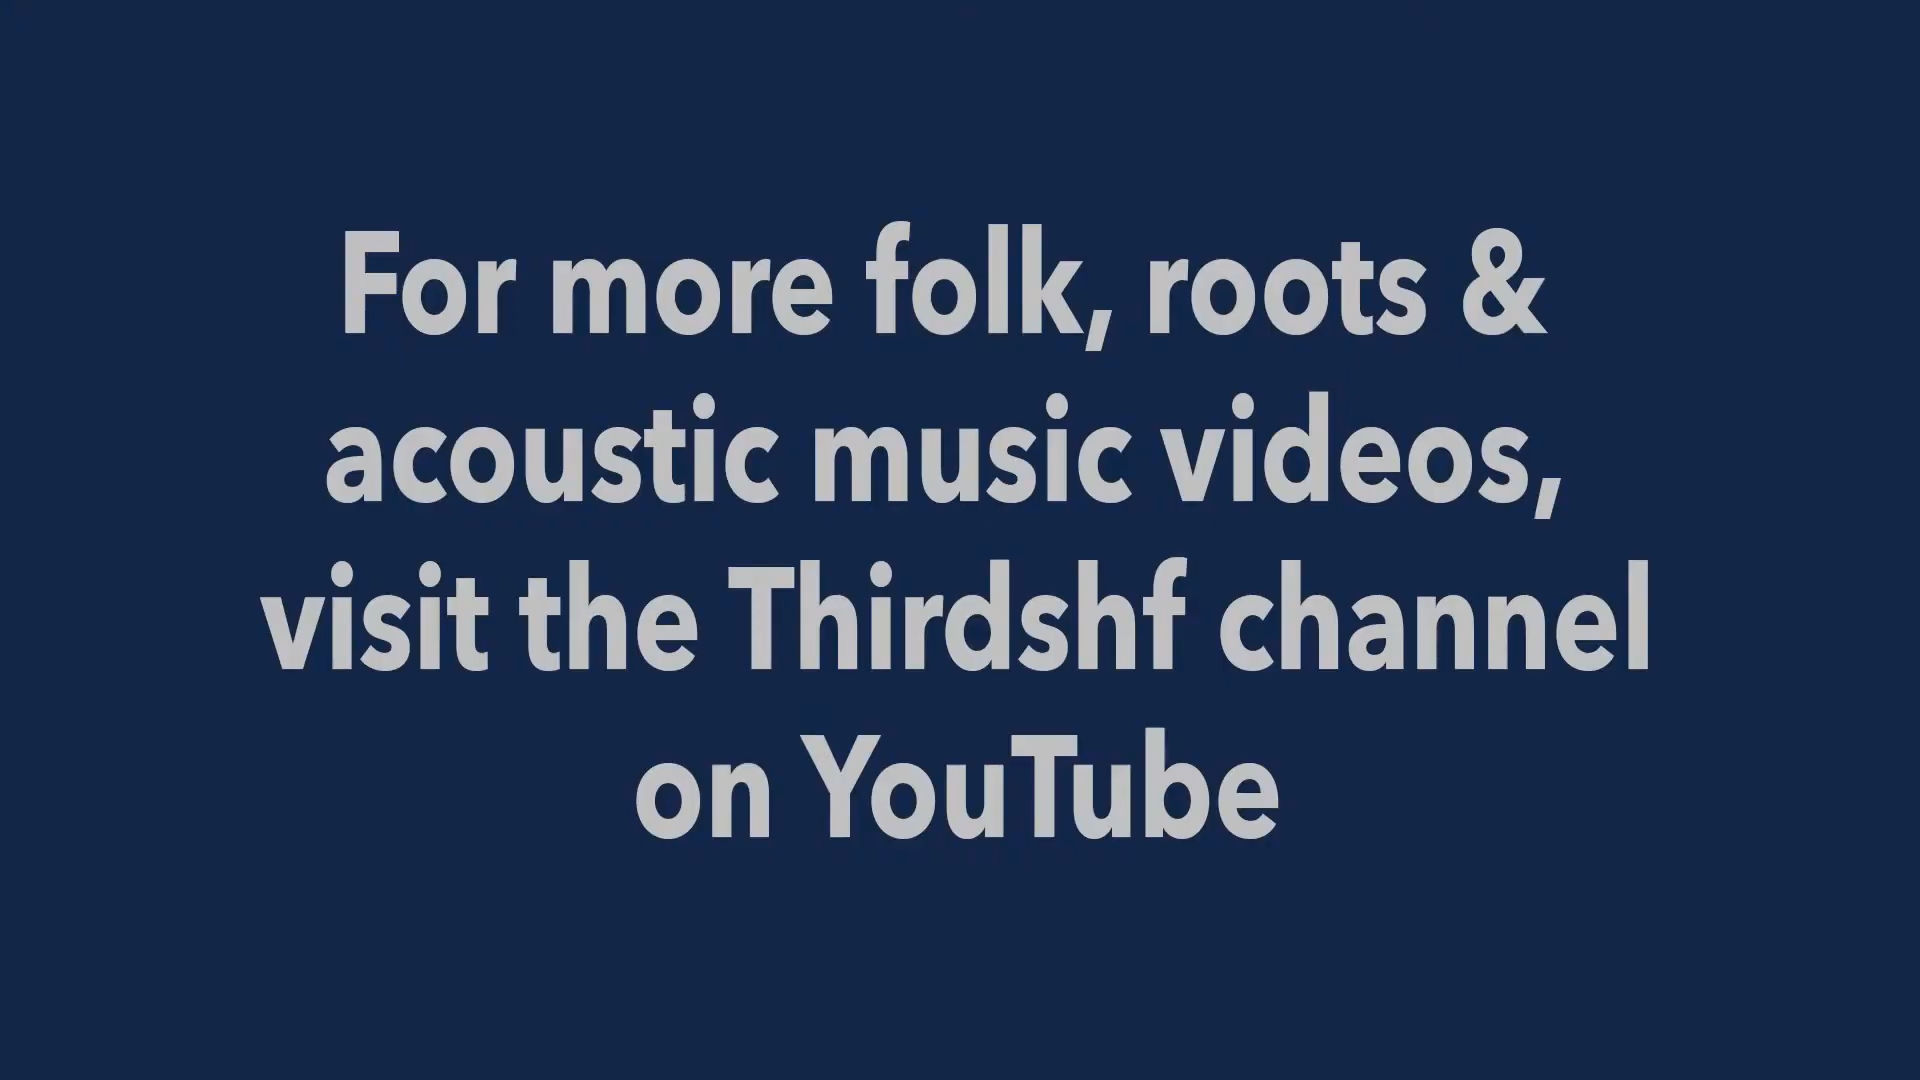 For more folk, roots &
acoustic music videos,
visit the Thirdshf channel
on YouTube